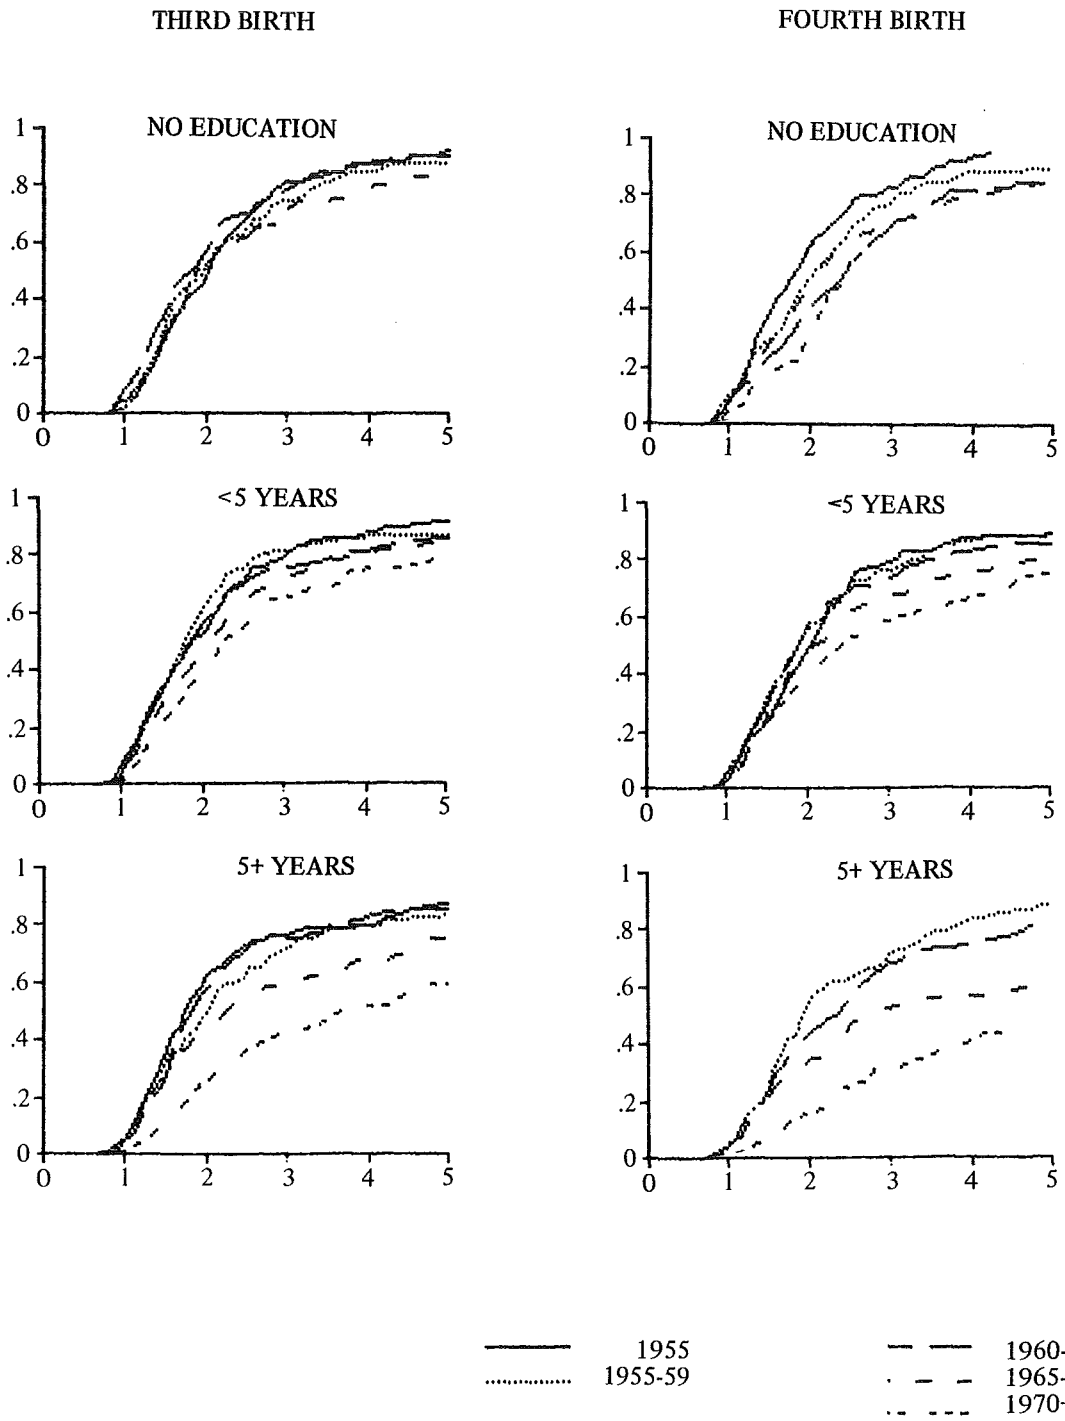 THIRD BIRTH
FOURTH BIRTH
NO EDUCATION
1
.8
.6
.4
.2
0
0 1 2 3 4 5
NO EDUCATION
1
.8
.6
.4
.2
0
0 1 2 3 4 5
<5 YEARS
1
.8
.6
.4
.2
0
0 1 2 3 4 5
<5 YEARS
1
.8
.6
.4
.2
0
0 1 2 3 4 5
5+ YEARS
1
.8
.6
.4
.2
0
0 1 2 3 4 5
5+ YEARS
1
.8
.6
.4
.2
0
0 1 2 3 4 5
1955
1955-59
1960-
1965-
1970-